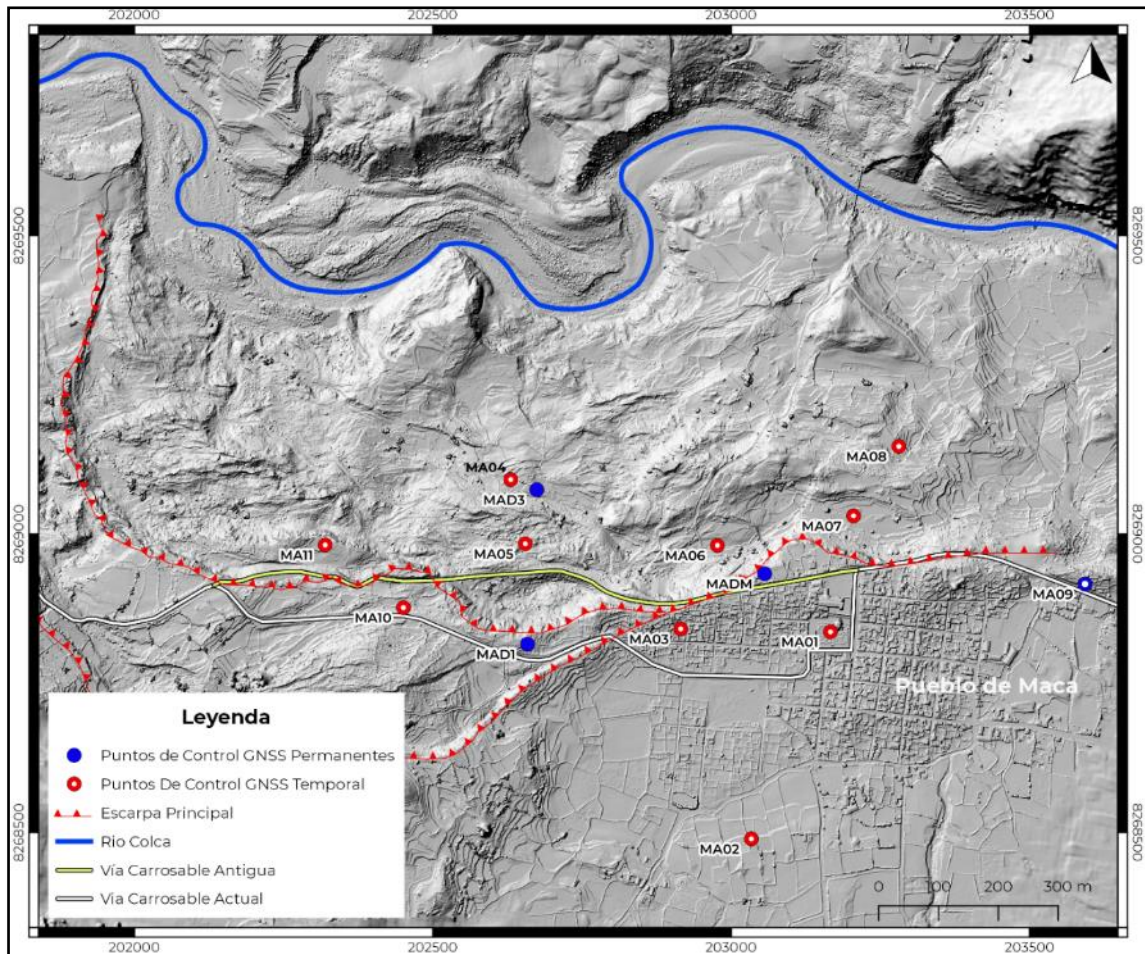 202000 202500 203000 203500
8269500 8269500
MA08
MA04
MAD3
MA07
MA11 MA05 MA06
8269000 8269000
MADM
MA09
MA10
MAD1 MA03 MA01
Pueblo de Maca
Leyenda
Puntos de Control GNSS Permanentes
Puntos De Control GNSS Temporal
Escarpa Principal
Rio Colca
Vía Carrosable Antigua
Vía Carrosable Actual
MA02
8268500 8268500
0 100 200 300 m
202000 202500 203000 203500